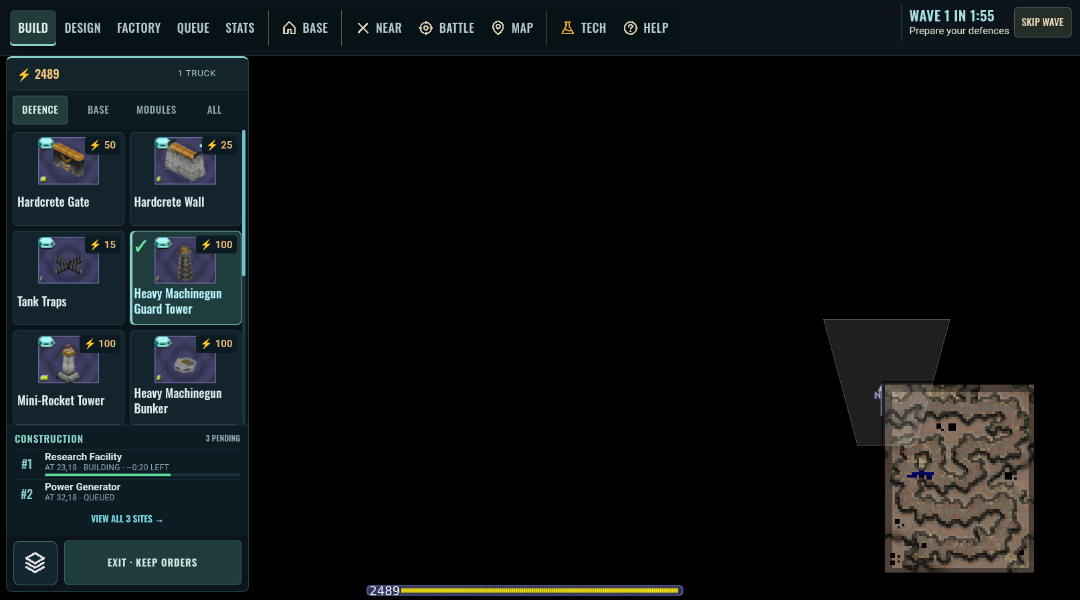 BUILD
DESIGN
FACTORY
QUEUE
STATS
BASE
NEAR
BATTLE
MAP
TECH
HELP
WAVE 1 IN 1:55
Prepare your defences
SKIP WAVE
2489
1 TRUCK
DEFENCE
BASE
MODULES
ALL
50
Hardcrete Gate
25
Hardcrete Wall
15
Tank Traps
100
Heavy Machinegun
Guard Tower
100
Mini-Rocket Tower
100
Heavy Machinegun
Bunker
CONSTRUCTION
3 PENDING
#1
Research Facility
AT 23,18 · BUILDING · ~0:20 LEFT
#2
Power Generator
AT 32,18 · QUEUED
VIEW ALL 3 SITES →
EXIT · KEEP ORDERS
2489
N